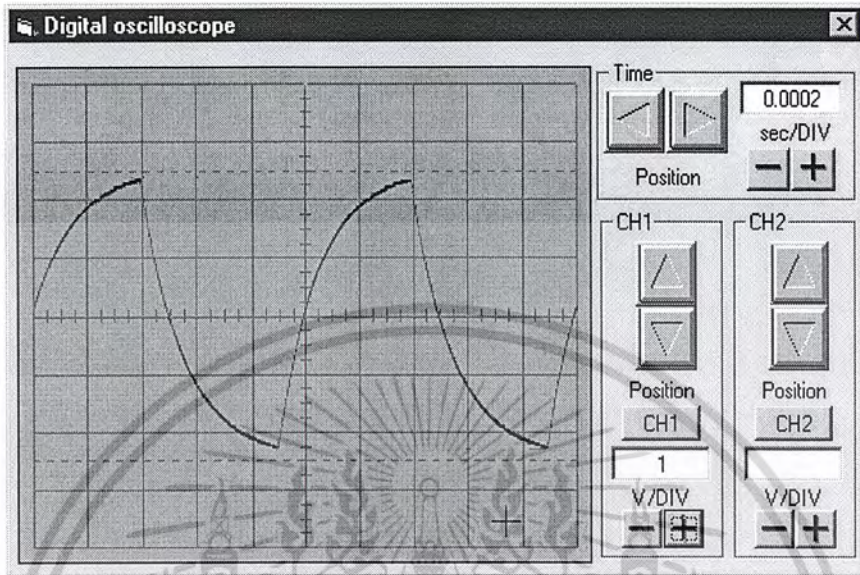 Digital oscilloscope
Time
0.0002
sec/DIV
Position
- +
CH1
Position
CH1
1
V/DIV
- +
CH2
Position
CH2
V/DIV
- +